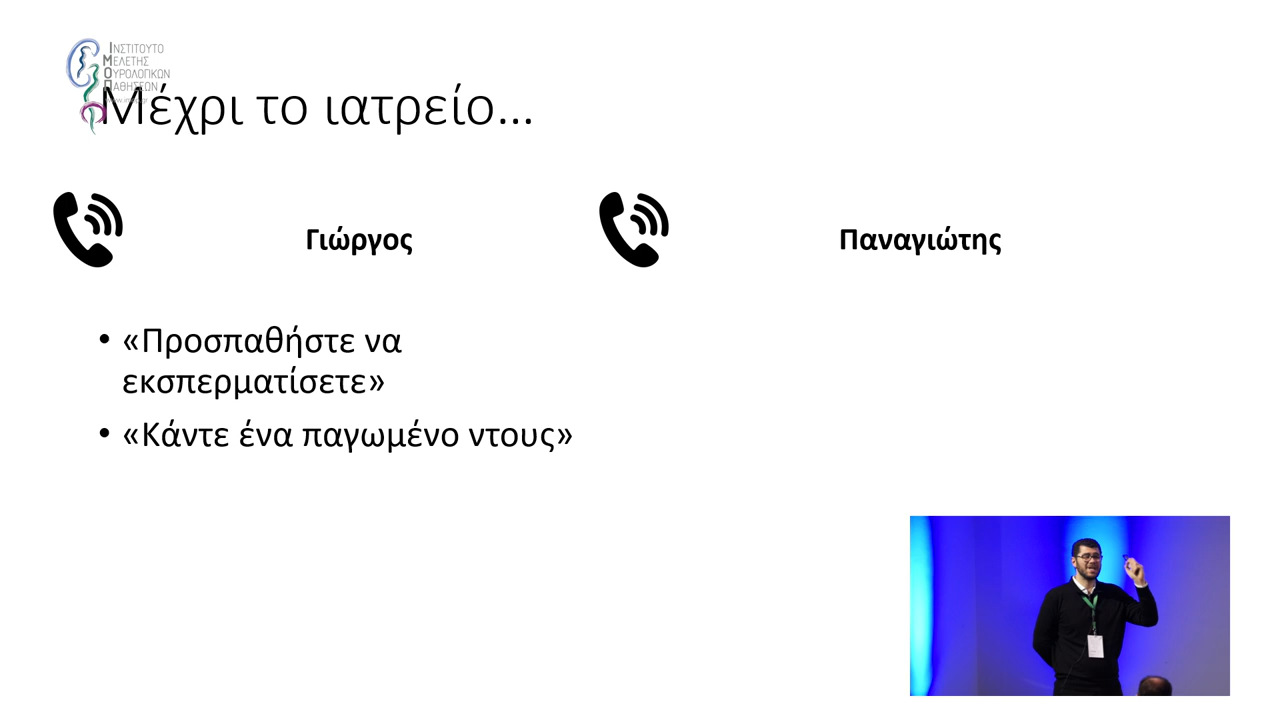 ΙΝΣΤΙΤΟΥΤΟ
ΜΕΛΕΤΗΣ
ΟΥΡΟΛΟΓΙΚΩΝ
ΠΑΘΗΣΕΩΝ
Μέχρι το ιατρείο...
Γιώργος
Παναγιώτης
• «Προσπαθήστε να
εκσπερματίσετε»
• «Κάντε ένα παγωμένο ντους»